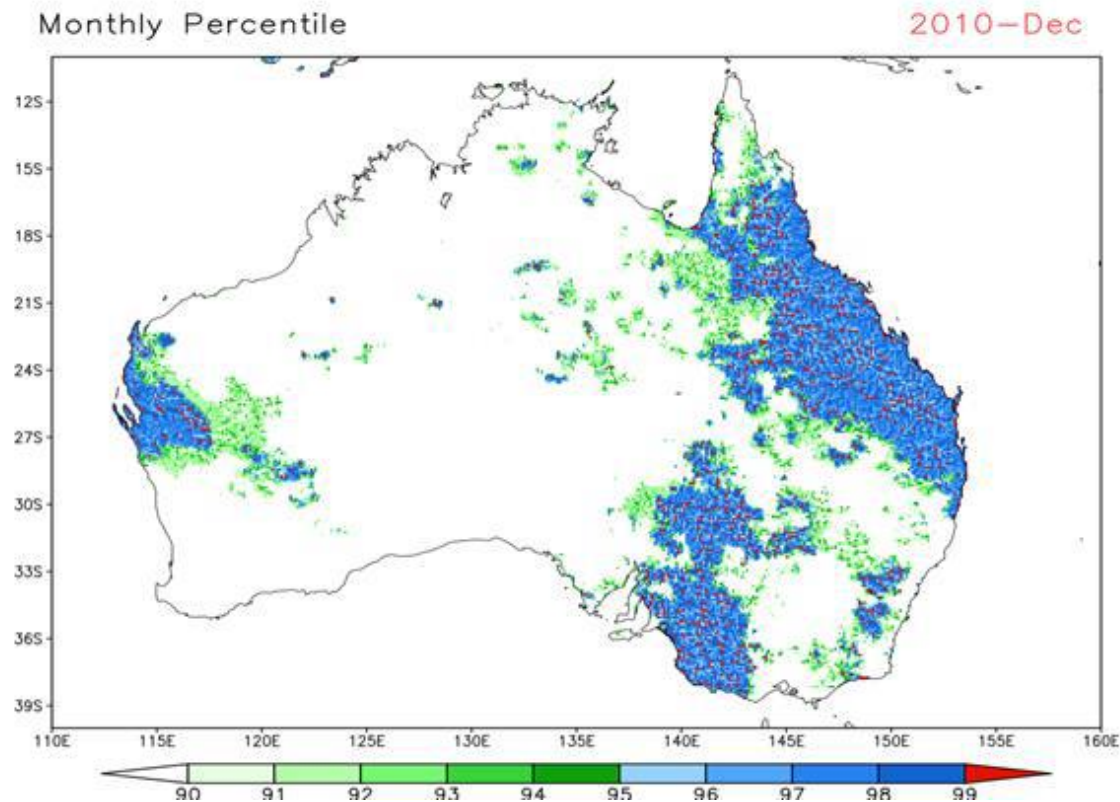 Monthly Percentile 2010-Dec
12S
15S
18S
21S
24S
27S
30S
33S
36S
39S
110E 115E 120E 125E 130E 135E 140E 145E 150E 155E 160E
90 91 92 93 94 95 96 97 98 99